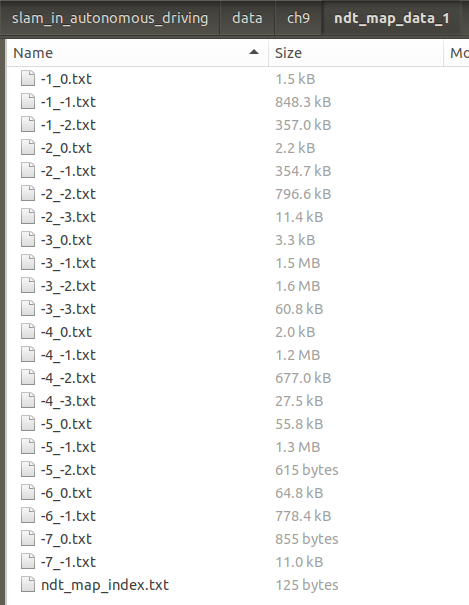 slam_in_autonomous_driving data ch9 ndt_map_data_1
Name Size Mo
-1_0.txt 1.5 kB
-1_-1.txt 848.3 kB
-1_-2.txt 357.0 kB
-2_0.txt 2.2 kB
-2_-1.txt 354.7 kB
-2_-2.txt 796.6 kB
-2_-3.txt 11.4 kB
-3_0.txt 3.3 kB
-3_-1.txt 1.5 MB
-3_-2.txt 1.6 MB
-3_-3.txt 60.8 kB
-4_0.txt 2.0 kB
-4_-1.txt 1.2 MB
-4_-2.txt 677.0 kB
-4_-3.txt 27.5 kB
-5_0.txt 55.8 kB
-5_-1.txt 1.3 MB
-5_-2.txt 615 bytes
-6_0.txt 64.8 kB
-6_-1.txt 778.4 kB
-7_0.txt 855 bytes
-7_-1.txt 11.0 kB
ndt_map_index.txt 125 bytes